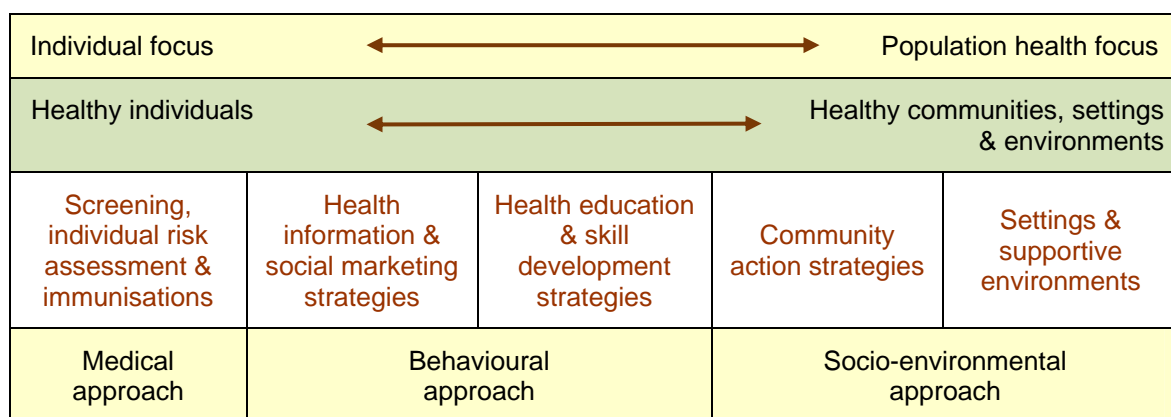 Individual focus
Population health focus
Healthy individuals
Healthy communities, settings
& environments
Screening,
individual risk
assessment &
immunisations
Health
information &
social marketing
strategies
Health education
& skill
development
strategies
Community
action strategies
Settings &
supportive
environments
Medical
approach
Behavioural
approach
Socio-environmental
approach